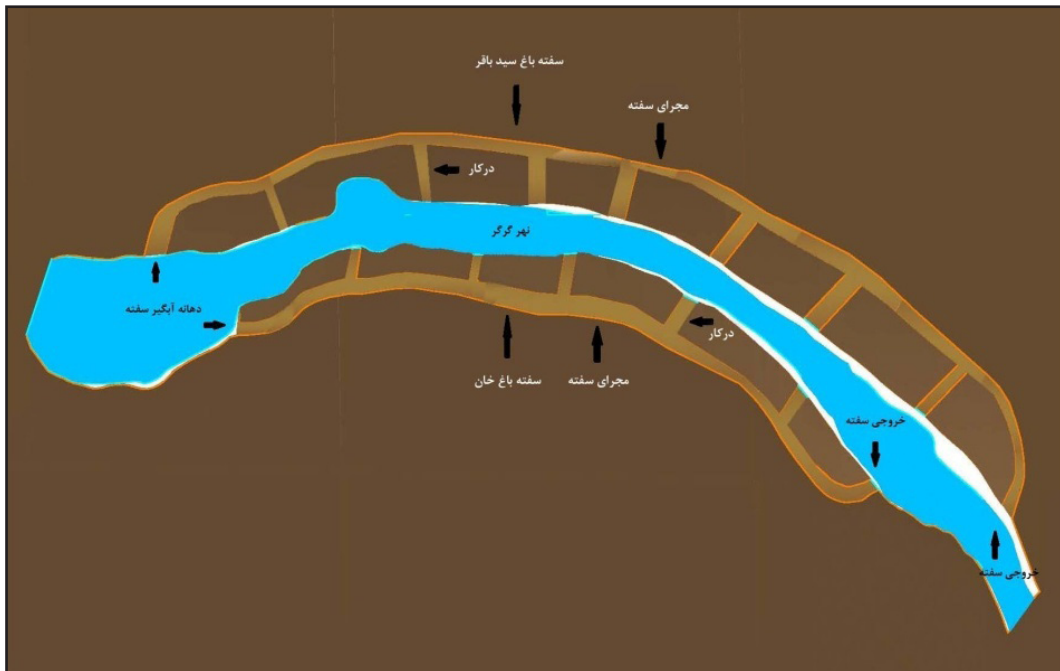 سفته باغ سید باقر
مجرای سفته
درکار
نهر گرگر
دهانه آبگیر سفته
درکار
سفته باغ خان
مجرای سفته
خروجی سفته
خروجی سفته